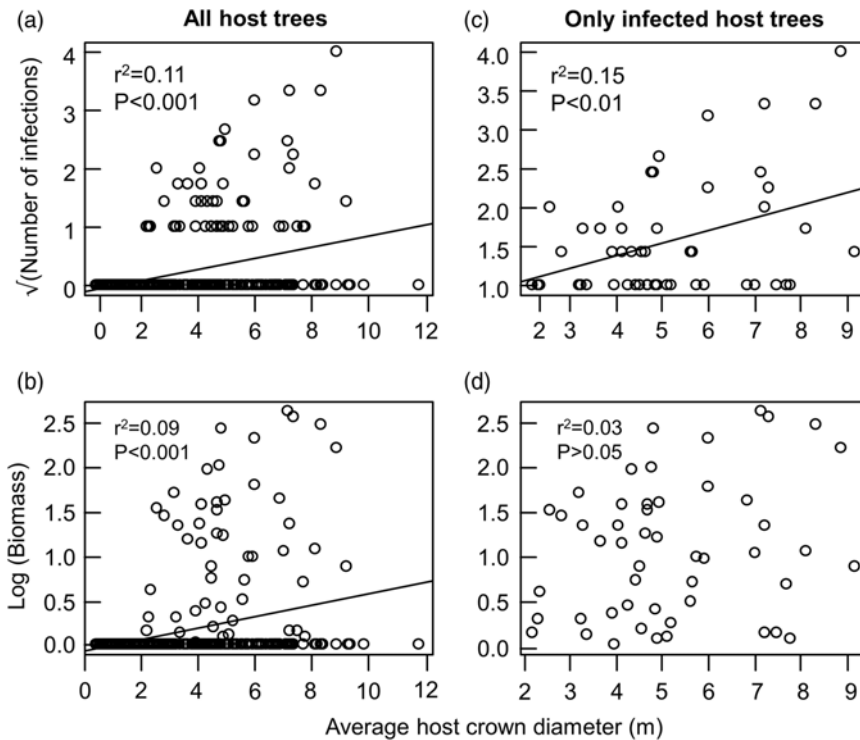 (a)
All host trees
(c)
Only infected host trees
√(Number of infections)
4
3
2
1
0
r²=0.11
P<0.001
0 2 4 6 8 10 12
4.0
3.5
3.0
2.5
2.0
1.5
1.0
r²=0.15
P<0.01
2 3 4 5 6 7 8 9
(b)
(d)
Log (Biomass)
2.5
2.0
1.5
1.0
0.5
0.0
r²=0.09
P<0.001
0 2 4 6 8 10 12
2.5
2.0
1.5
1.0
0.5
0.0
r²=0.03
P>0.05
2 3 4 5 6 7 8 9
Average host crown diameter (m)